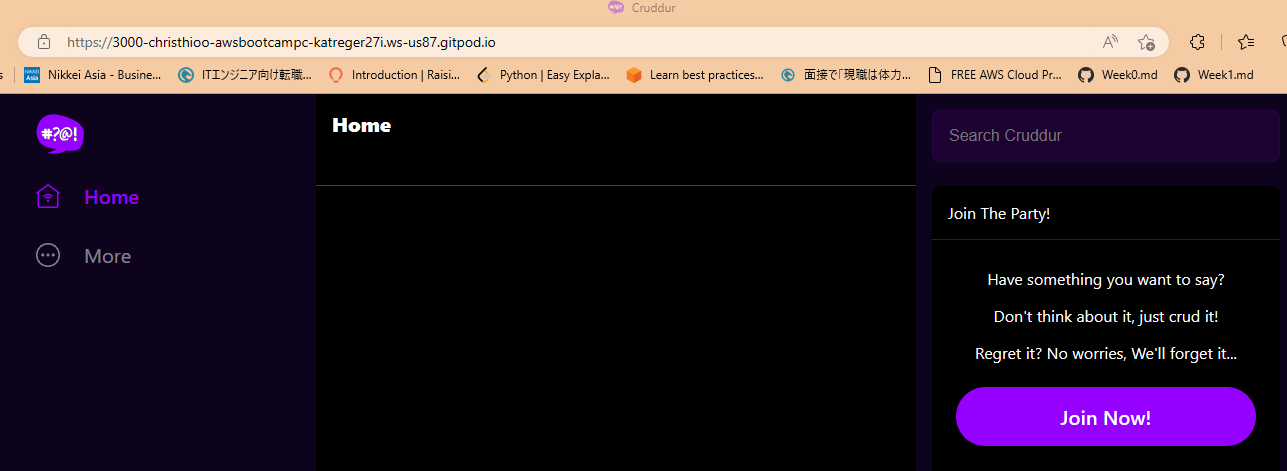 Cruddur
https://3000-christhioo-awsbootcampc-katreger27i.ws-us87.gitpod.io
s
Nikkei Asia - Busine...
ITエンジニア向け転職...
Introduction | Raisi...
Python | Easy Expla...
Learn best practices...
面接で「現職は体力...
FREE AWS Cloud Pr...
Week0.md
Week1.md
#?@!
Home
More
Home
Search Cruddur
Join The Party!
Have something you want to say?
Don't think about it, just crud it!
Regret it? No worries, We'll forget it...
Join Now!